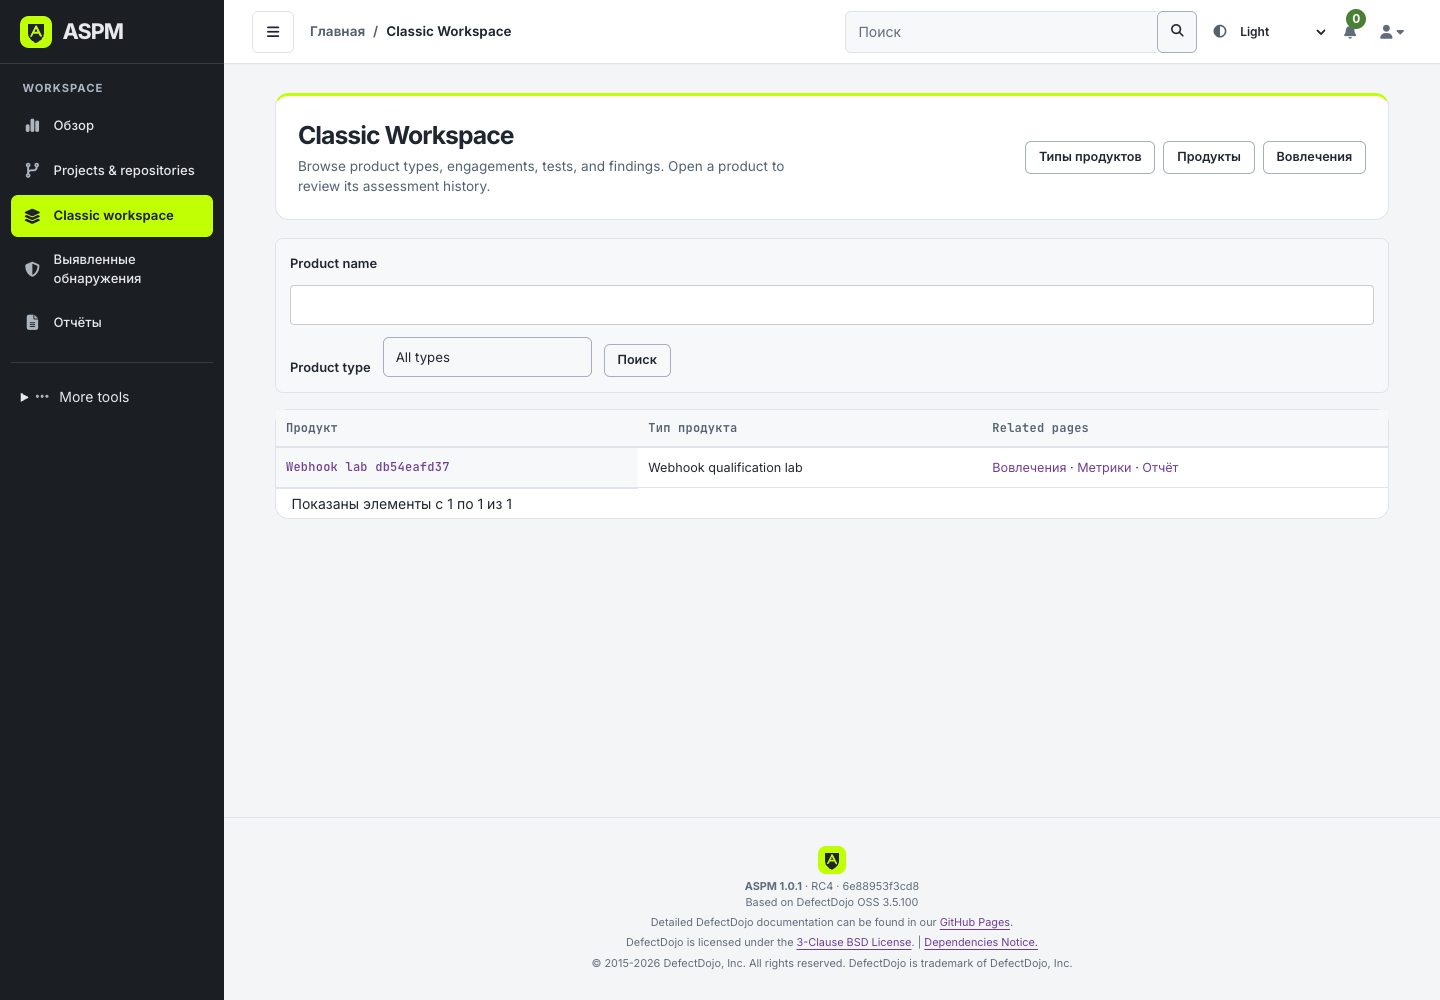 ASPM
Главная / Classic Workspace
Поиск
Light
0
WORKSPACE
Обзор
Projects & repositories
Classic workspace
Выявленные
обнаружения
Отчёты
More tools
Classic Workspace
Browse product types, engagements, tests, and findings. Open a product to
review its assessment history.
Типы продуктов
Продукты
Вовлечения
Product name
Product type
All types
Поиск
Продукт Тип продукта Related pages
Webhook lab db54eafd37 Webhook qualification lab Вовлечения · Метрики · Отчёт
Показаны элементы с 1 по 1 из 1
ASPM 1.0.1 · RC4 · 6e88953f3cd8
Based on DefectDojo OSS 3.5.100
Detailed DefectDojo documentation can be found in our GitHub Pages.
DefectDojo is licensed under the 3-Clause BSD License. | Dependencies Notice.
© 2015-2026 DefectDojo, Inc. All rights reserved. DefectDojo is trademark of DefectDojo, Inc.